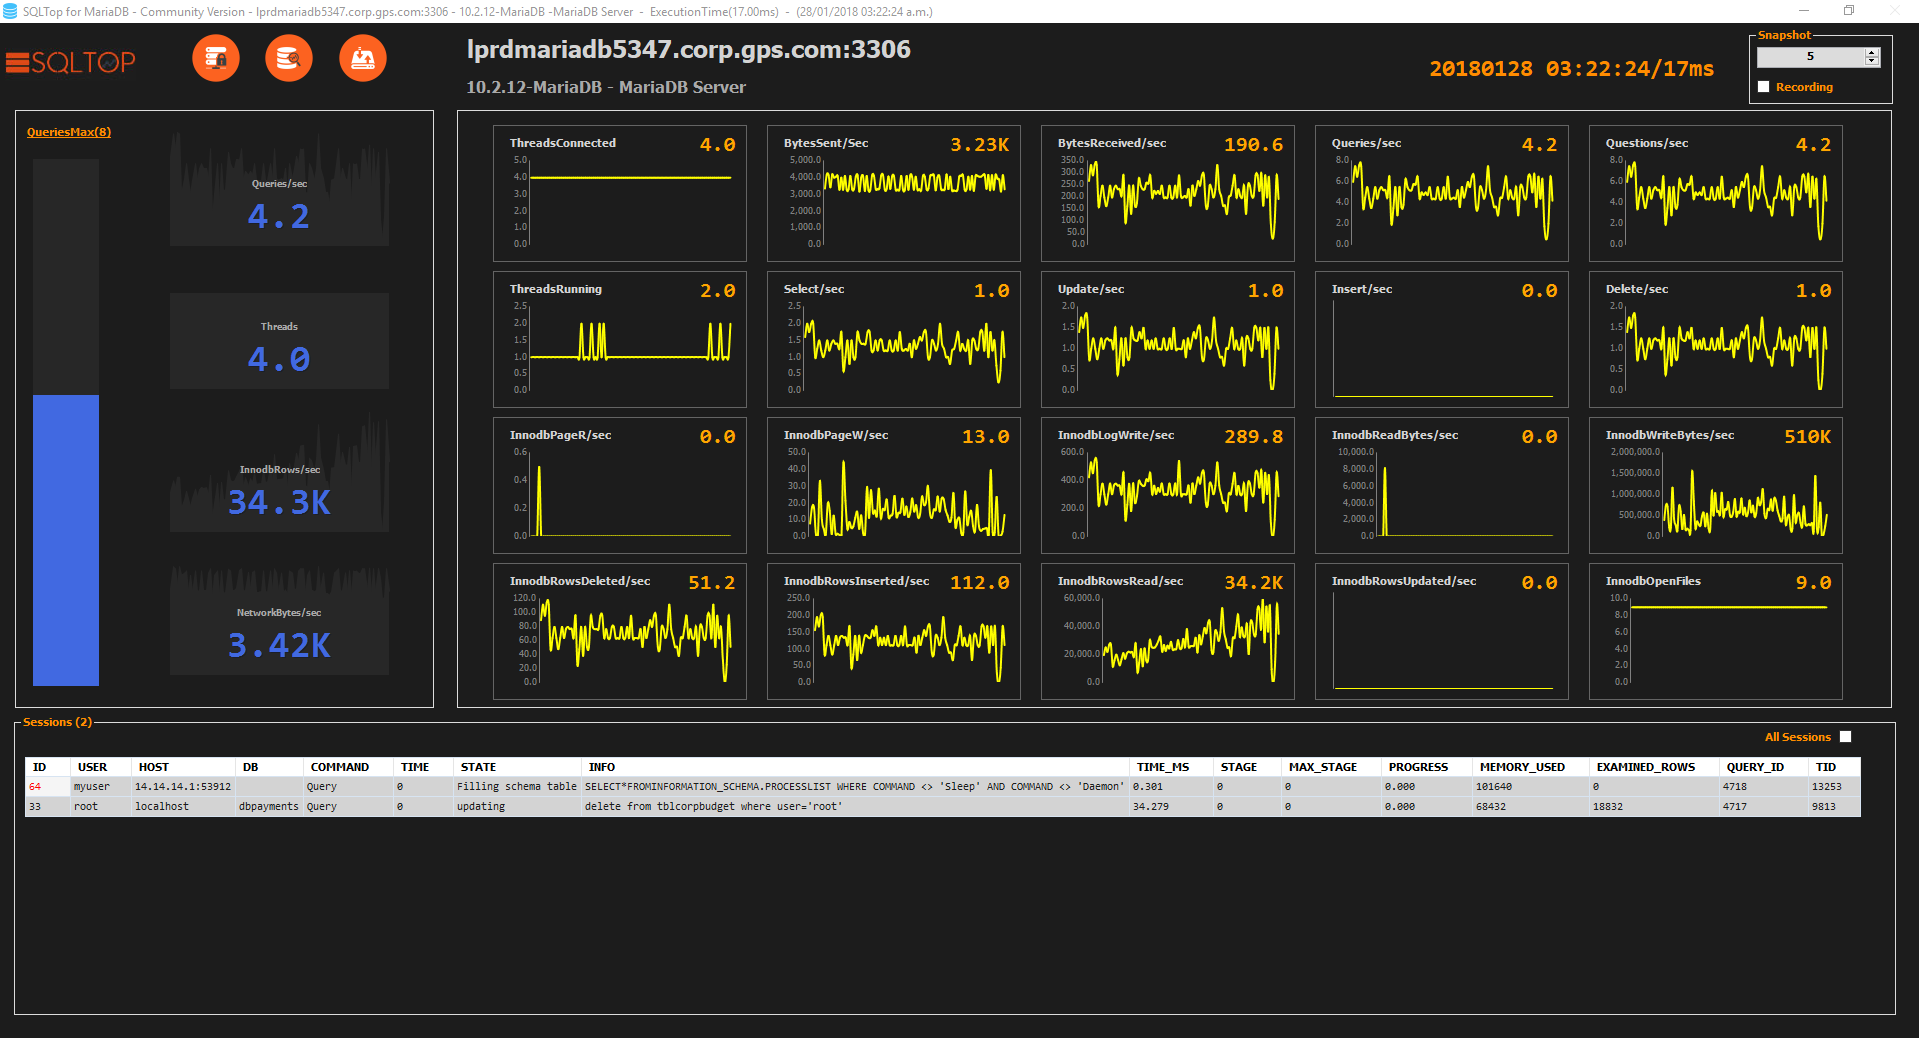 SQLTop for MariaDB - Community Version - lprdmariadb5347.corp.gps.com:3306 - 10.2.12-MariaDB -MariaDB Server - ExecutionTime(17.00ms) - (28/01/2018 03:22:24 a.m.)
SQLTOP
lprdmariadb5347.corp.gps.com:3306
10.2.12-MariaDB - MariaDB Server
20180128 03:22:24/17ms
Snapshot
5
Recording
QueriesMax(8)
Queries/sec
4.2
Threads
4.0
InnodbRows/sec
34.3K
NetworkBytes/sec
3.42K
ThreadsConnected 4.0
5.0
4.0
3.0
2.0
1.0
0.0
BytesSent/Sec 3.23K
5,000.0
4,000.0
3,000.0
2,000.0
1,000.0
0.0
BytesReceived/sec 190.6
350.0
300.0
250.0
200.0
150.0
100.0
50.0
0.0
Queries/sec 4.2
8.0
6.0
4.0
2.0
0.0
Questions/sec 4.2
8.0
6.0
4.0
2.0
0.0
ThreadsRunning 2.0
2.5
2.0
1.5
1.0
0.5
0.0
Select/sec 1.0
2.5
2.0
1.5
1.0
0.5
0.0
Update/sec 1.0
2.0
1.5
1.0
0.5
0.0
Insert/sec 0.0
Delete/sec 1.0
2.0
1.5
1.0
0.5
0.0
InnodbPageR/sec 0.0
0.6
0.4
0.2
0.0
InnodbPageW/sec 13.0
50.0
40.0
30.0
20.0
10.0
0.0
InnodbLogWrite/sec 289.8
600.0
400.0
200.0
0.0
InnodbReadBytes/sec 0.0
10,000.0
8,000.0
6,000.0
4,000.0
2,000.0
0.0
InnodbWriteBytes/sec 510K
2,000,000.0
1,500,000.0
1,000,000.0
500,000.0
0.0
InnodbRowsDeleted/sec 51.2
120.0
100.0
80.0
60.0
40.0
20.0
0.0
InnodbRowsInserted/sec 112.0
250.0
200.0
150.0
100.0
50.0
0.0
InnodbRowsRead/sec 34.2K
60,000.0
40,000.0
20,000.0
0.0
InnodbRowsUpdated/sec 0.0
InnodbOpenFiles 9.0
10.0
8.0
6.0
4.0
2.0
0.0
Sessions (2)
All Sessions
ID USER HOST DB COMMAND TIME STATE INFO TIME_MS STAGE MAX_STAGE PROGRESS MEMORY_USED EXAMINED_ROWS QUERY_ID TID
64 myuser 14.14.14.1:53912 Query 0 Filling schema table SELECT*FROMINFORMATION_SCHEMA.PROCESSLIST WHERE COMMAND <> 'Sleep' AND COMMAND <> 'Daemon' 0.301 0 0 0.000 101640 0 4718 13253
33 root localhost dbpayments Query 0 updating delete from tblcorpbudget where user='root' 34.279 0 0 0.000 68432 18832 4717 9813